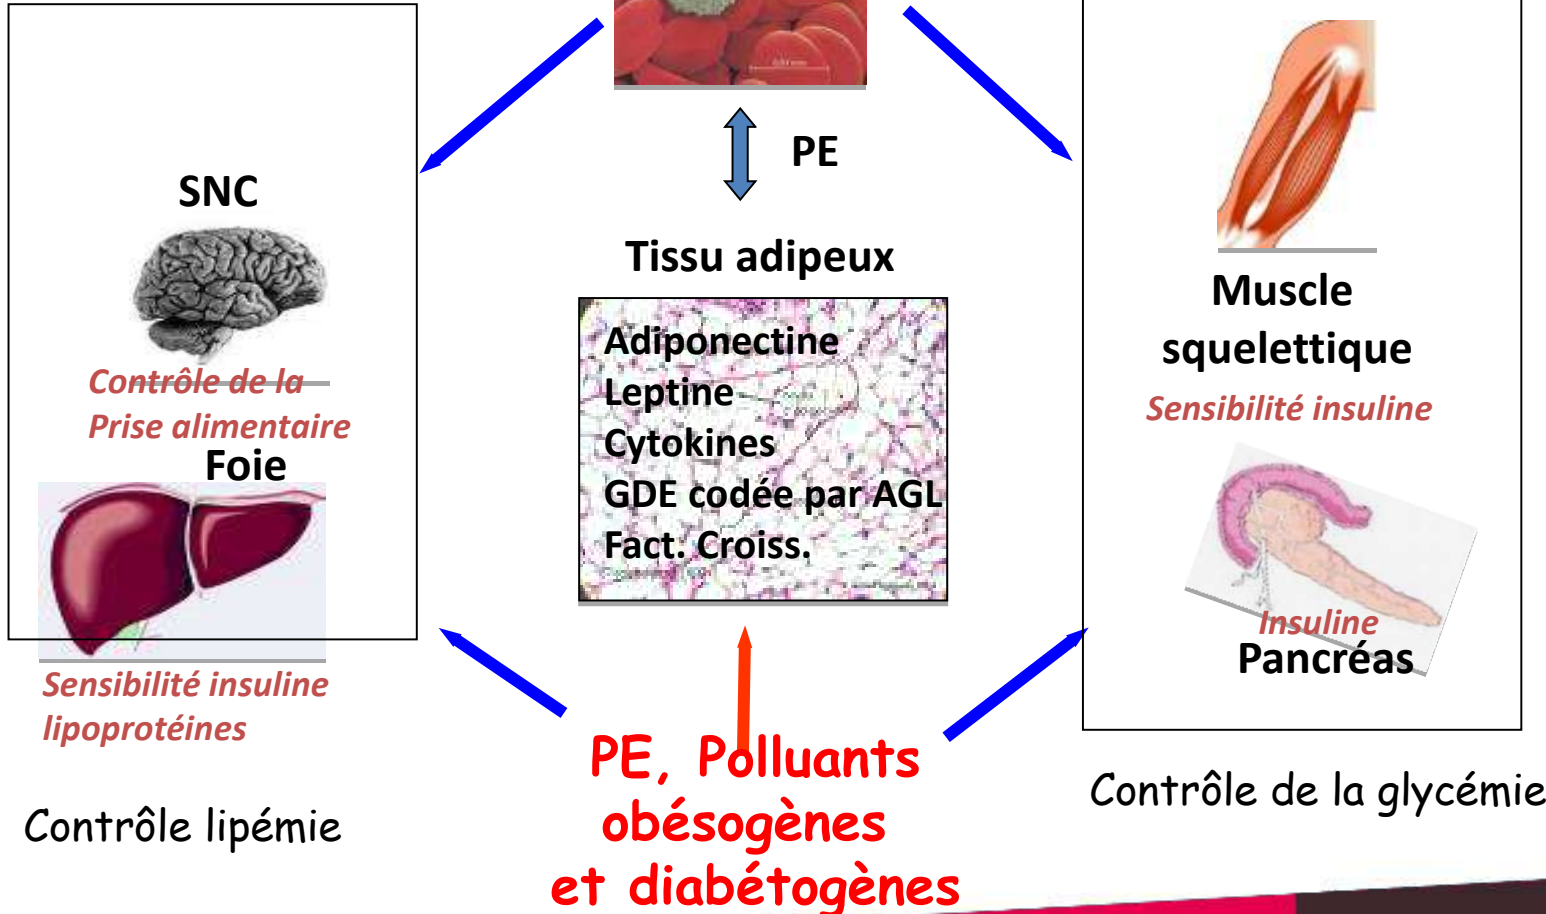 PE
SNC
Contrôle de la
Prise alimentaire
Foie
Sensibilité insuline
lipoprotéines
Contrôle lipémie
Tissu adipeux
Adiponectine
Leptine
Cytokines
GDE codée par AGL
Fact. Croiss.
PE, Polluants
obésogènes
et diabétogènes
Muscle
squelettique
Sensibilité insuline
Insuline
Pancréas
Contrôle de la glycémie